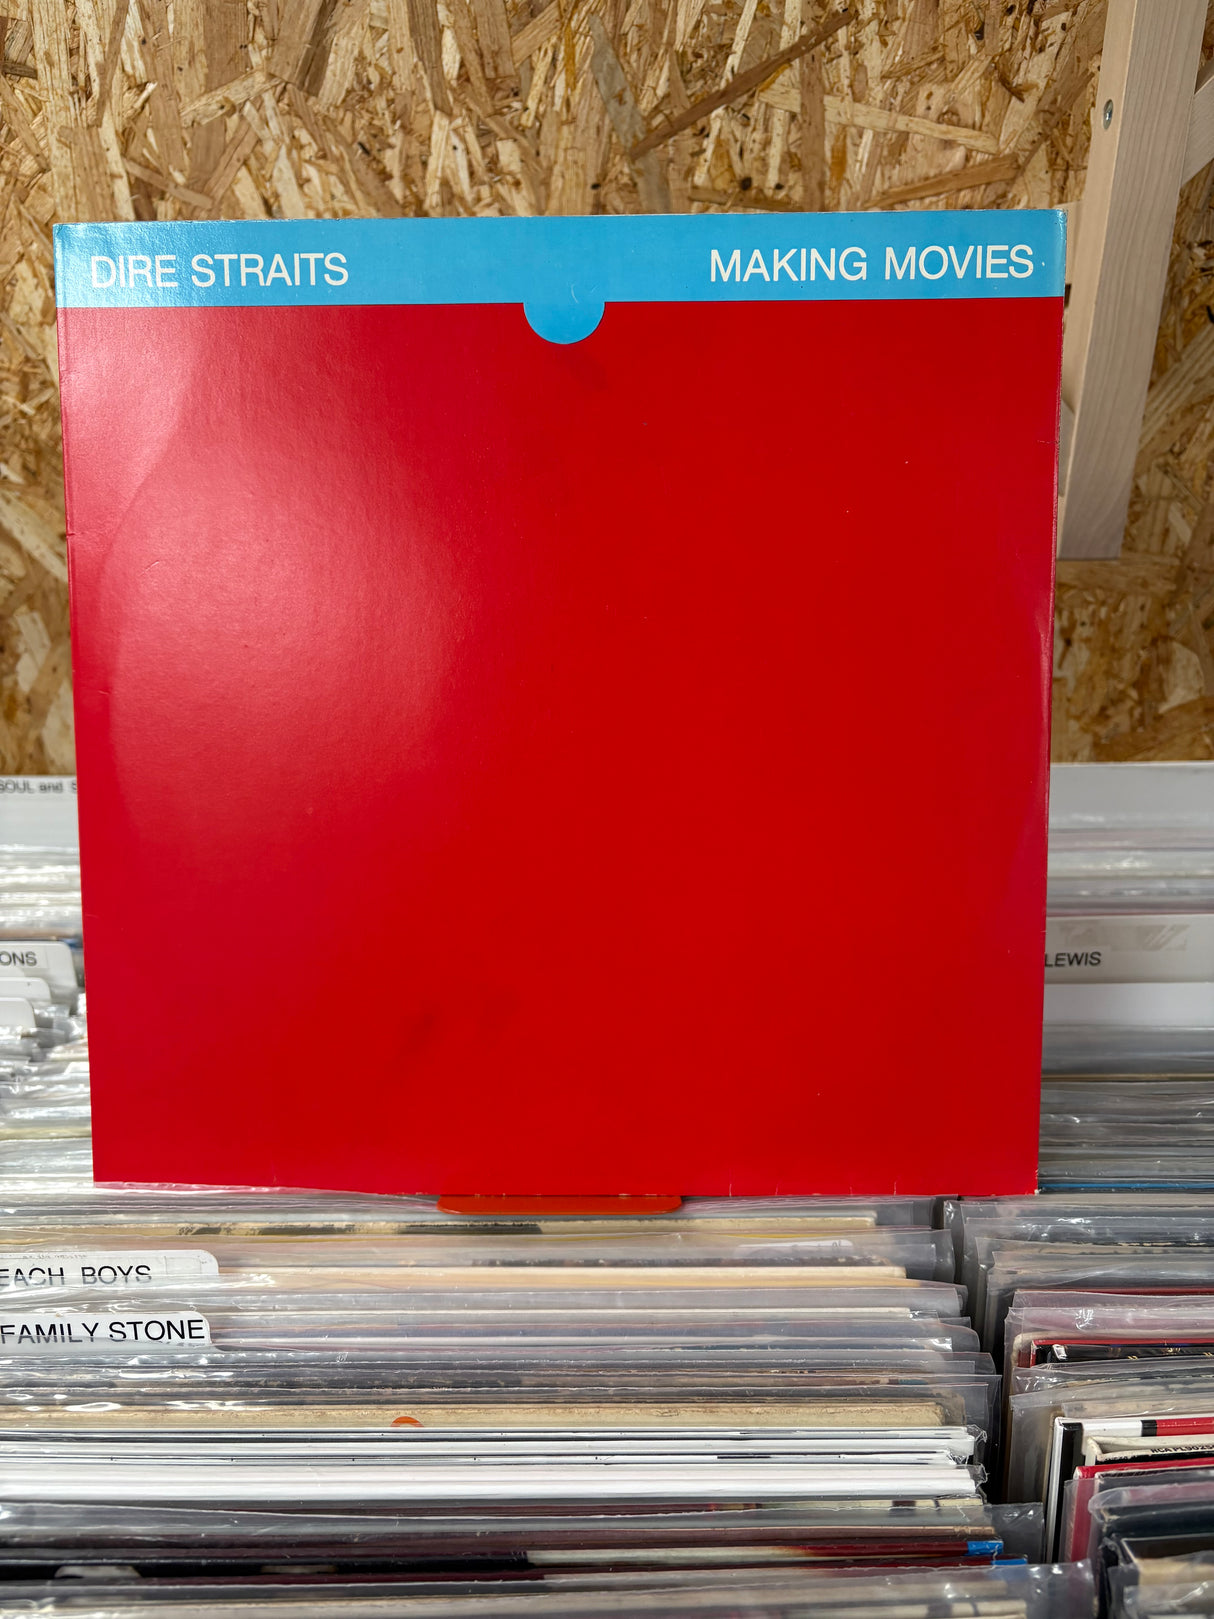 DIRE STRAITS
MAKING MOVIES
SOUL and
ONS
LEWIS
EACH BOYS
FAMILY STONE